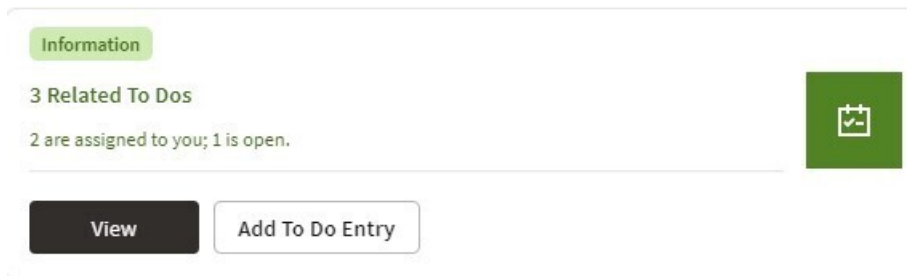 Information
3 Related To Dos
2 are assigned to you; 1 is open.
View
Add To Do Entry